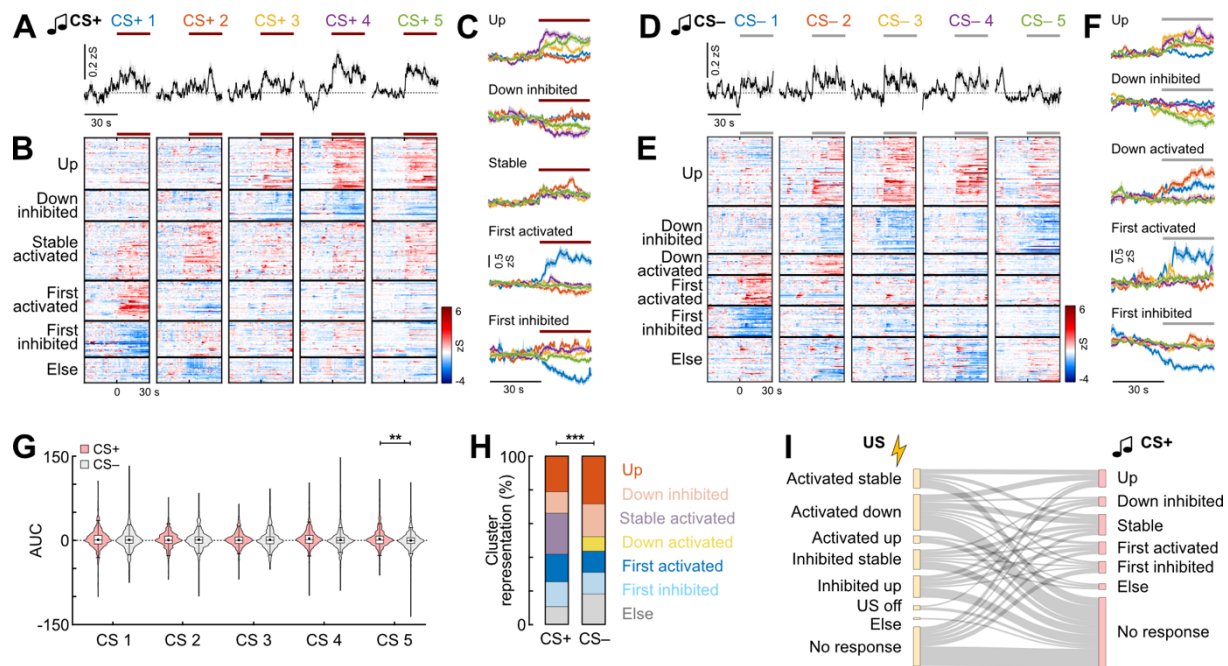 A
CS+ CS+ 1 CS+ 2 CS+ 3 CS+ 4 CS+ 5
0.2 zS
30 s
B
Up
Down
inhibited
Stable
activated
First
activated
First
inhibited
Else
0 30 s
6
zS
-4
C
Up
Down inhibited
Stable
First activated
0.5
zS
First inhibited
30 s
D
CS– CS– 1 CS– 2 CS– 3 CS– 4 CS– 5
0.2 zS
30 s
E
Up
Down
inhibited
Down
activated
First
activated
First
inhibited
Else
0 30 s
6
zS
-4
F
Up
Down inhibited
Down activated
First activated
0.5
zS
First inhibited
30 s
G
CS+
CS–
**
AUC
150
0
-150
CS 1 CS 2 CS 3 CS 4 CS 5
H
***
Cluster
representation (%)
100
0
CS+ CS–
Up
Down inhibited
Stable activated
Down activated
First activated
First inhibited
Else
I
US
CS+
Activated stable
Activated down
Activated up
Inhibited stable
Inhibited up
US off
Else
No response
Up
Down inhibited
Stable
First activated
First inhibited
Else
No response